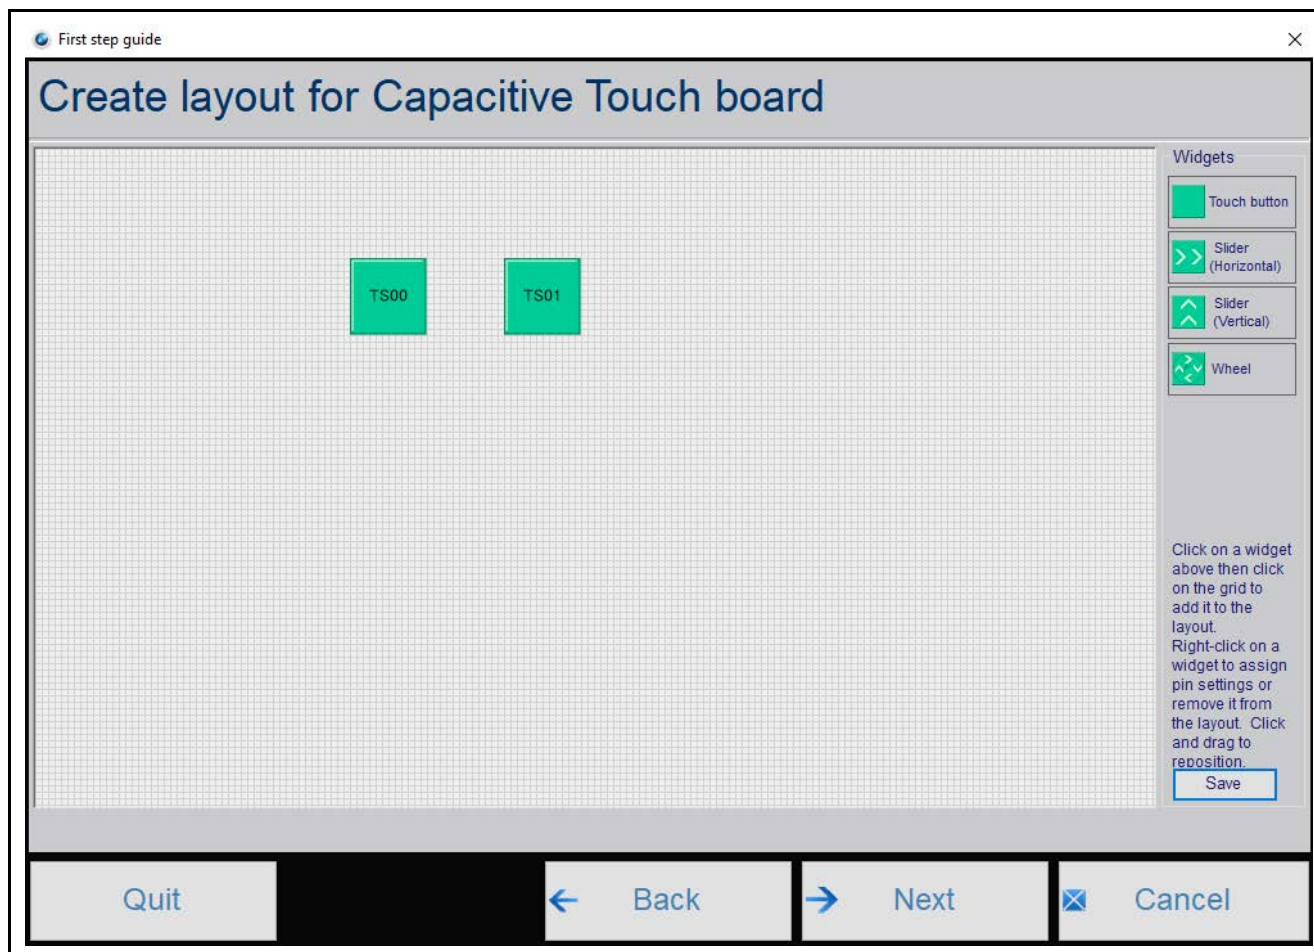 First step guide
Create layout for Capacitive Touch board
TS00
TS01
Widgets
Touch button
Slider
(Horizontal)
Slider
(Vertical)
Wheel
Click on a widget
above then click
on the grid to
add it to the
layout.
Right-click on a
widget to assign
pin settings or
remove it from
the layout. Click
and drag to
reposition.
Save
Quit
Back
Next
Cancel